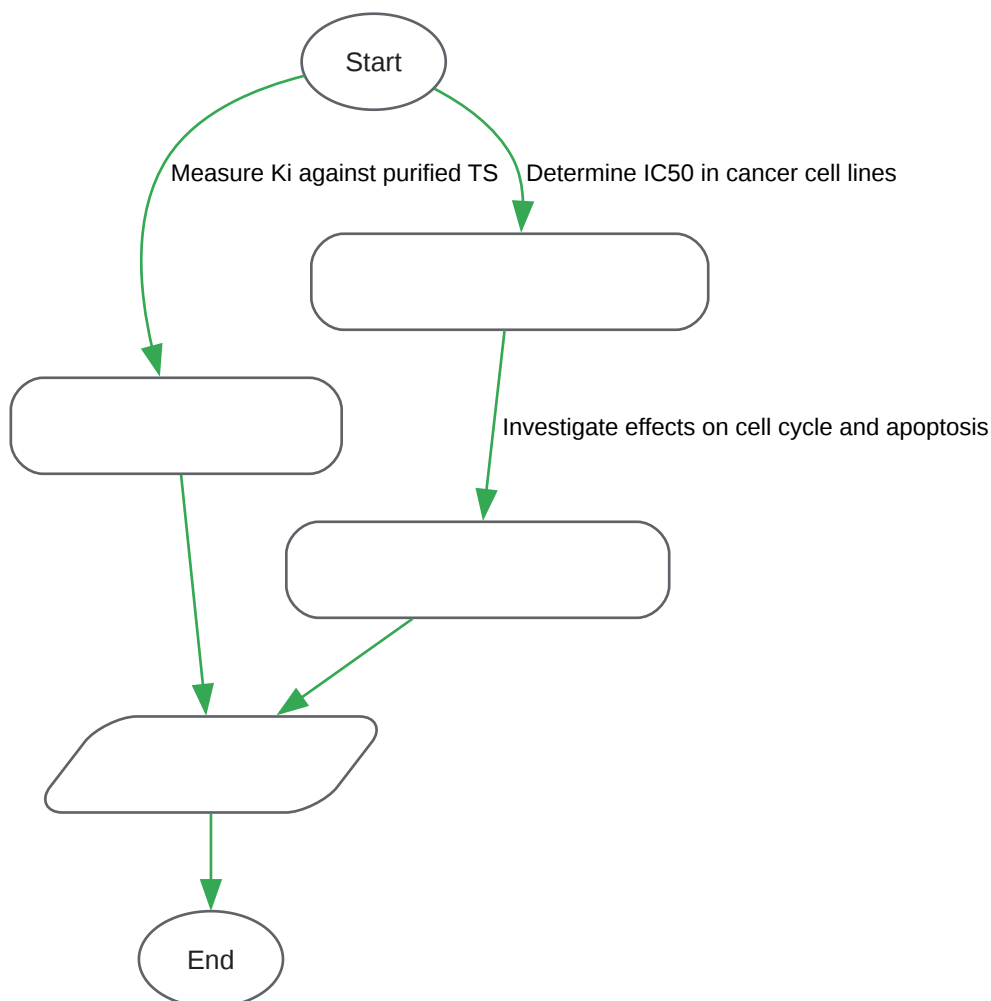 Start
Measure Ki against purified TS
Determine IC50 in cancer cell lines
Investigate effects on cell cycle and apoptosis
End